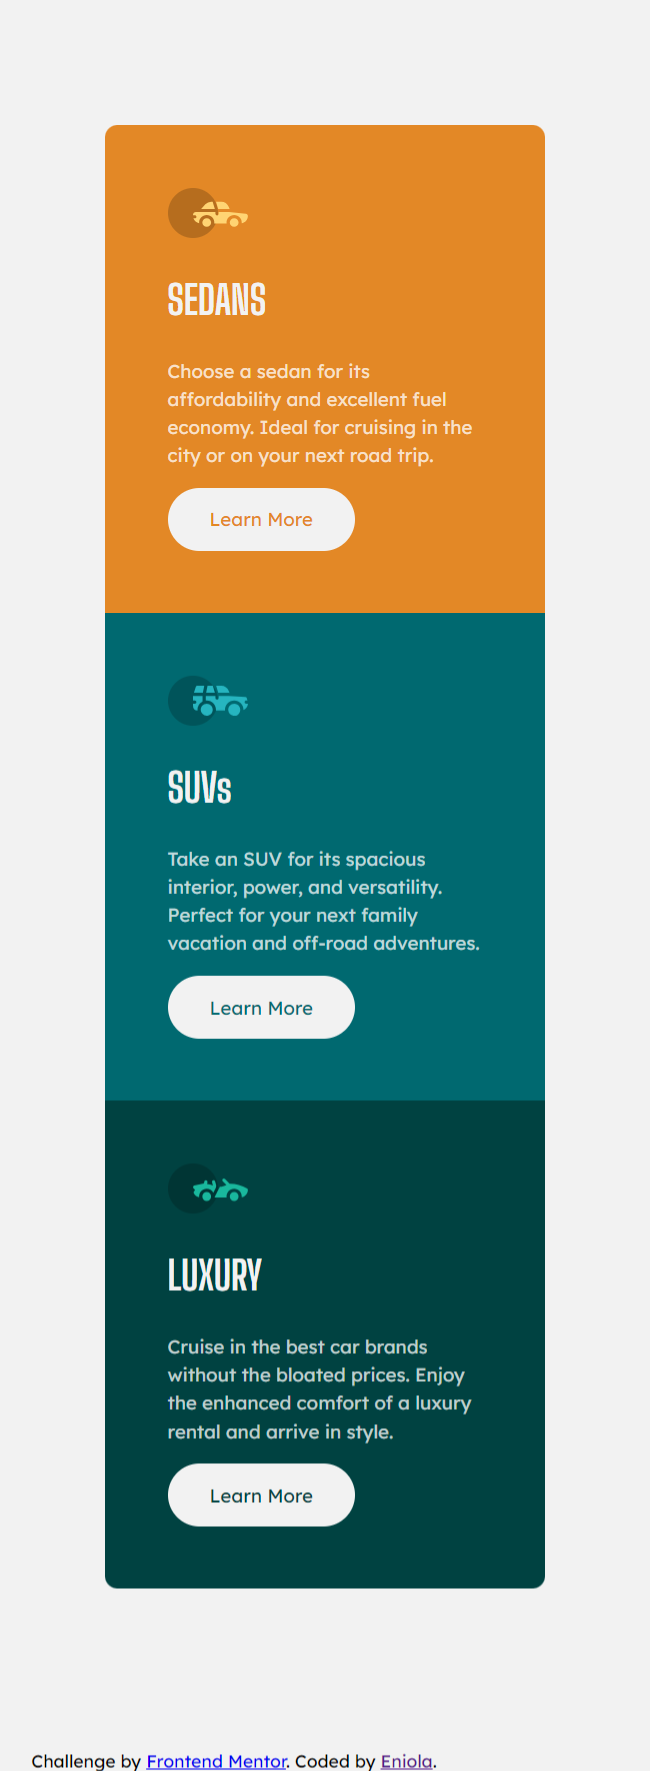 SEDANS
Choose a sedan for its
affordability and excellent fuel
economy. Ideal for cruising in the
city or on your next road trip.
Learn More
SUVs
Take an SUV for its spacious
interior, power, and versatility.
Perfect for your next family
vacation and off-road adventures.
Learn More
LUXURY
Cruise in the best car brands
without the bloated prices. Enjoy
the enhanced comfort of a luxury
rental and arrive in style.
Learn More
Challenge by Frontend Mentor. Coded by Eniola.